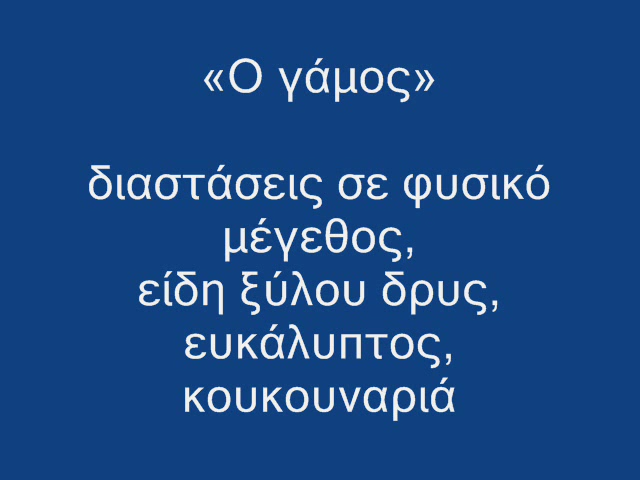 «Ο γάμος»
διαστάσεις σε φυσικό
μέγεθος,
είδη ξύλου δρυς,
ευκάλυπτος,
κουκουναριά